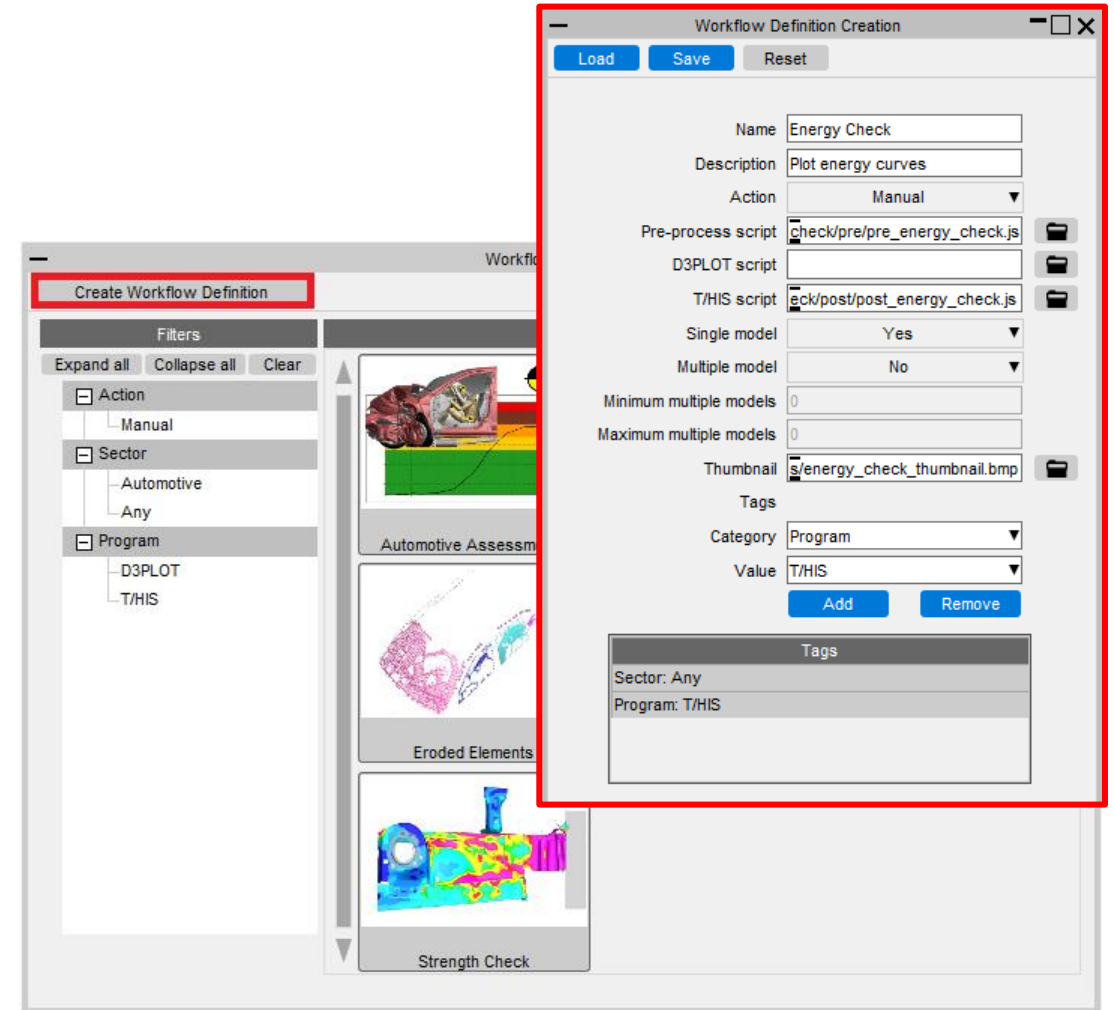 Workflow Definition Creation
Load Save Reset
Name Energy Check
Description Plot energy curves
Action Manual
Pre-process script check/pre/pre_energy_check.js
D3PLOT script
T/HIS script eck/post/post_energy_check.js
Single model Yes
Multiple model No
Minimum multiple models 0
Maximum multiple models 0
Thumbnail s/energy_check_thumbnail.bmp
Tags
Category Program
Value T/HIS
Add Remove
Tags
Sector: Any
Program: T/HIS
Workflo
Create Workflow Definition
Filters
Expand all Collapse all Clear
Action
Manual
Sector
Automotive
Any
Program
D3PLOT
T/HIS
Automotive Assessm
Eroded Elements
Strength Check